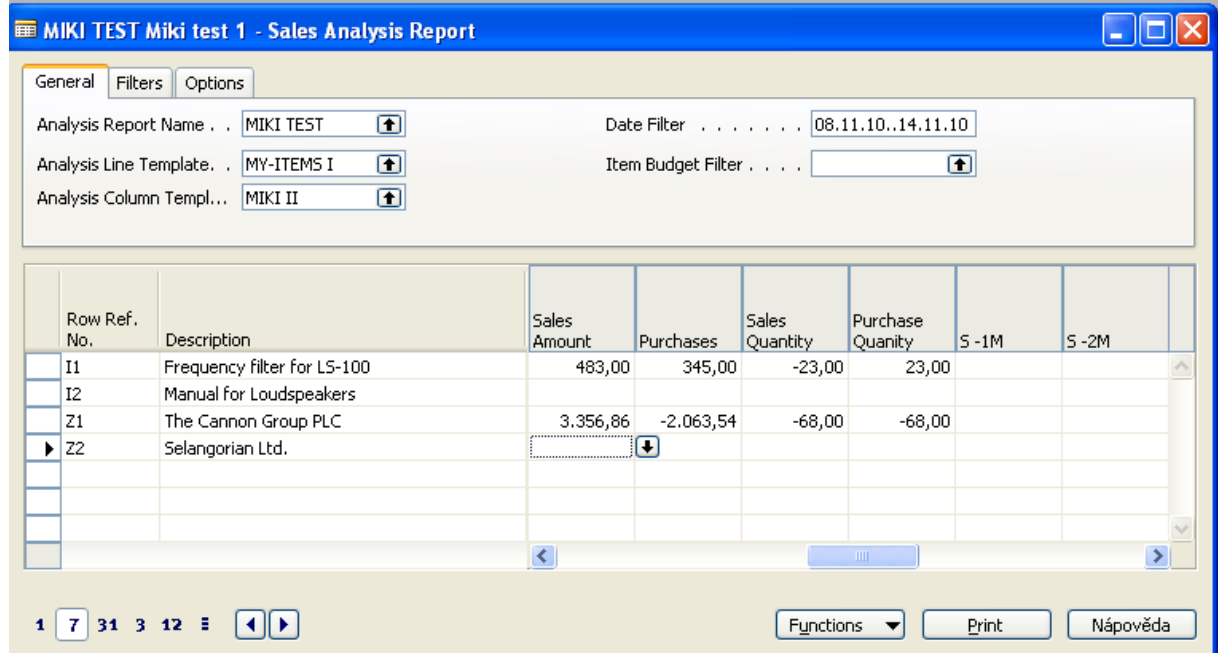 MIKI TEST Miki test 1 - Sales Analysis Report
General Filters Options
Analysis Report Name . . MIKI TEST Date Filter . . . . . . . 08.11.10..14.11.10
Analysis Line Template. . MY-ITEMS I Item Budget Filter . . . .
Analysis Column Templ... MIKI II
Row Ref. Sales Sales Purchase
No. Description Amount Purchases Quantity Quanity S -1M S -2M
I1 Frequency filter for LS-100 483,00 345,00 -23,00 23,00
I2 Manual for Loudspeakers
Z1 The Cannon Group PLC 3.356,86 -2.063,54 -68,00 -68,00
Z2 Selangorian Ltd.
1 7 31 3 12 Functions Print Nápověda